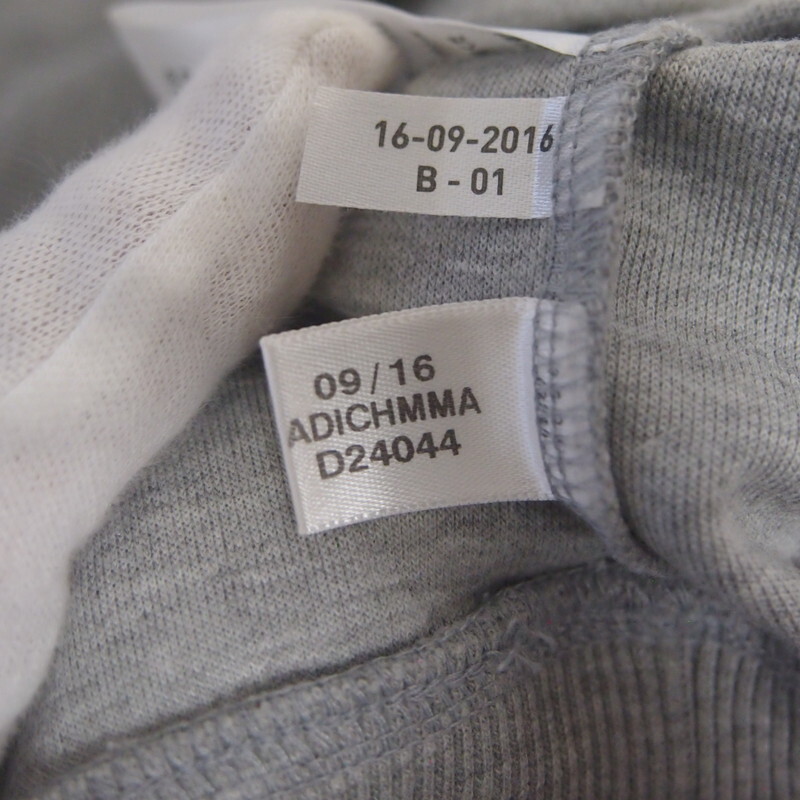 16-09-2016
B - 01
09 / 16
ADICHMMA
D24044